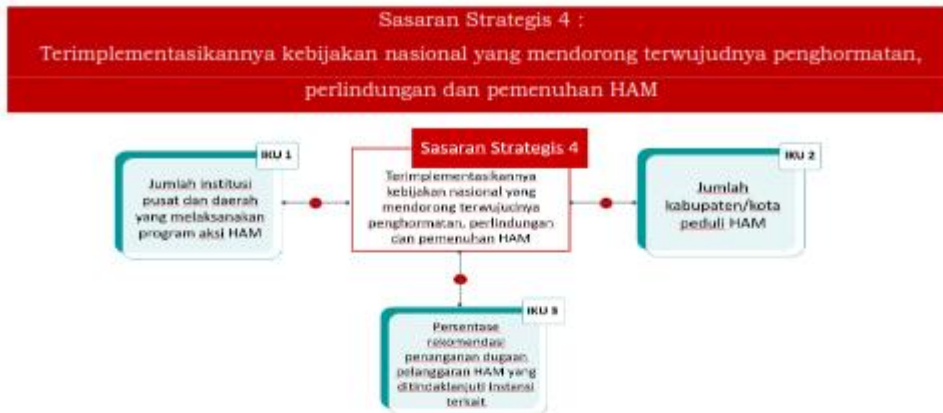 Sasaran Strategis 4 :
Terimplementasikannya kebijakan nasional yang mendorong terwujudnya penghormatan,
perlindungan dan pemenuhan HAM
IKU 1
Jumlah institusi
pusat dan daerah
yang melaksanakan
program aksi HAM
Sasaran Strategis 4
Terimplementasikannya
kebijakan nasional yang
mendorong terwujudnya
penghormatan, perlindungan
dan pemenuhan HAM
IKU 2
Jumlah
kabupaten/kota
peduli HAM
IKU 3
Persentase
rekomendasi
penanganan dugaan
pelanggaran HAM yang
ditindaklanjuti instansi
terkait